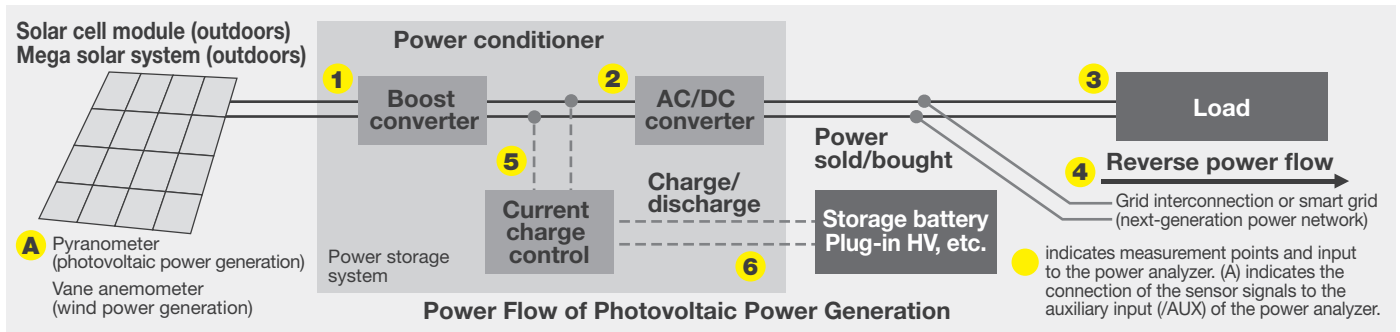 Solar cell module (outdoors)
Mega solar system (outdoors)
Power conditioner
1
2
3
Boost
converter
AC/DC
converter
Load
Power
sold/bought
5
4
Reverse power flow
Charge/
discharge
Grid interconnection or smart grid
(next-generation power network)
Current
charge
control
Storage battery
Plug-in HV, etc.
A
Pyranometer
(photovoltaic power generation)
Vane anemometer
(wind power generation)
Power storage
system
6
indicates measurement points and input
to the power analyzer. (A) indicates the
connection of the sensor signals to the
auxiliary input (/AUX) of the power analyzer.
Power Flow of Photovoltaic Power Generation